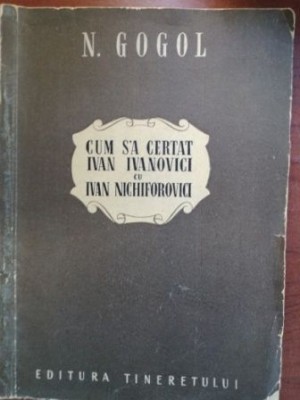 N. GOGOL
CUM S'A CERTAT
IVAN IVANOVICI
CU
IVAN NICHIFOROVICI
EDITURA TINERETULUI